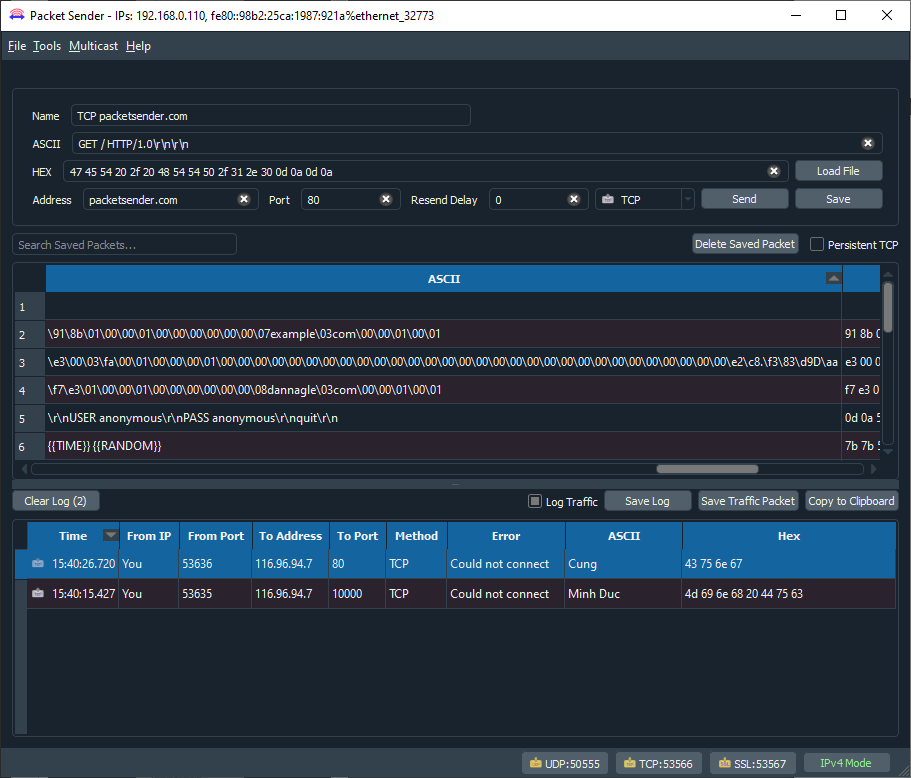 Packet Sender - IPs: 192.168.0.110, fe80::98b2:25ca:1987:921a%ethernet_32773
File Tools Multicast Help
Name TCP packetsender.com
ASCII GET / HTTP/1.0\r\n\r\n
HEX 47 45 54 20 2f 20 48 54 54 50 2f 31 2e 30 0d 0a 0d 0a Load File
Address packetsender.com Port 80 Resend Delay 0 TCP Send Save
Search Saved Packets... Delete Saved Packet Persistent TCP
ASCII
1
2 \91\8b\01\00\00\01\00\00\00\00\00\00\07example\03com\00\00\01\00\01 91 8b 0
3 \e3\00\03\fa\00\01\00\00\00\01\00\00\00\00\00\00\00\00\00\00\00\00\00\00\00\00\00\00\00\00\00\00\00\00\00\00\00\00\00\00\e2\c8.\f3\83\d9D\aa e3 00 0
4 \f7\e3\01\00\00\01\00\00\00\00\00\00\08dannagle\03com\00\00\01\00\01 f7 e3 0
5 \r\nUSER anonymous\r\nPASS anonymous\r\nquit\r\n 0d 0a 5
6 {{TIME}} {{RANDOM}} 7b 7b 5
Clear Log (2) Log Traffic Save Log Save Traffic Packet Copy to Clipboard
Time From IP From Port To Address To Port Method Error ASCII Hex
15:40:26.720 You 53636 116.96.94.7 80 TCP Could not connect Cung 43 75 6e 67
15:40:15.427 You 53635 116.96.94.7 10000 TCP Could not connect Minh Duc 4d 69 6e 68 20 44 75 63
UDP:50555 TCP:53566 SSL:53567 IPv4 Mode